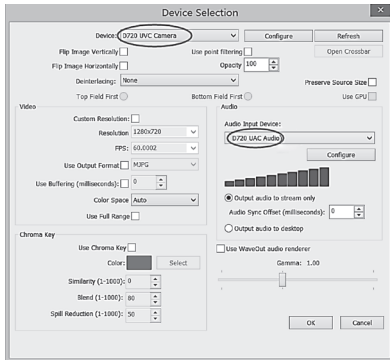 Device Selection
Device: D720 UVC Camera Configure Refresh
Flip Image Vertically Use point filtering Open Crossbar
Flip Image Horizontally Opacity 100
Deinterlacing: None Preserve Source Size
Top Field First Bottom Field First Use GPU
Video
Custom Resolution:
Resolution 1280x720
FPS: 60.0002
Use Output Format MJPG
Use Buffering (milliseconds): 0
Color Space Auto
Use Full Range
Audio
Audio Input Device:
D720 UAC Audio
Configure
Output audio to stream only
Audio Sync Offset (milliseconds): 0
Output audio to desktop
Chroma Key
Use Chroma Key
Color: Select
Similarity (1-1000): 0
Blend (1-1000): 80
Spill Reduction (1-1000): 50
Use WaveOut audio renderer
Gamma: 1.00
OK Cancel